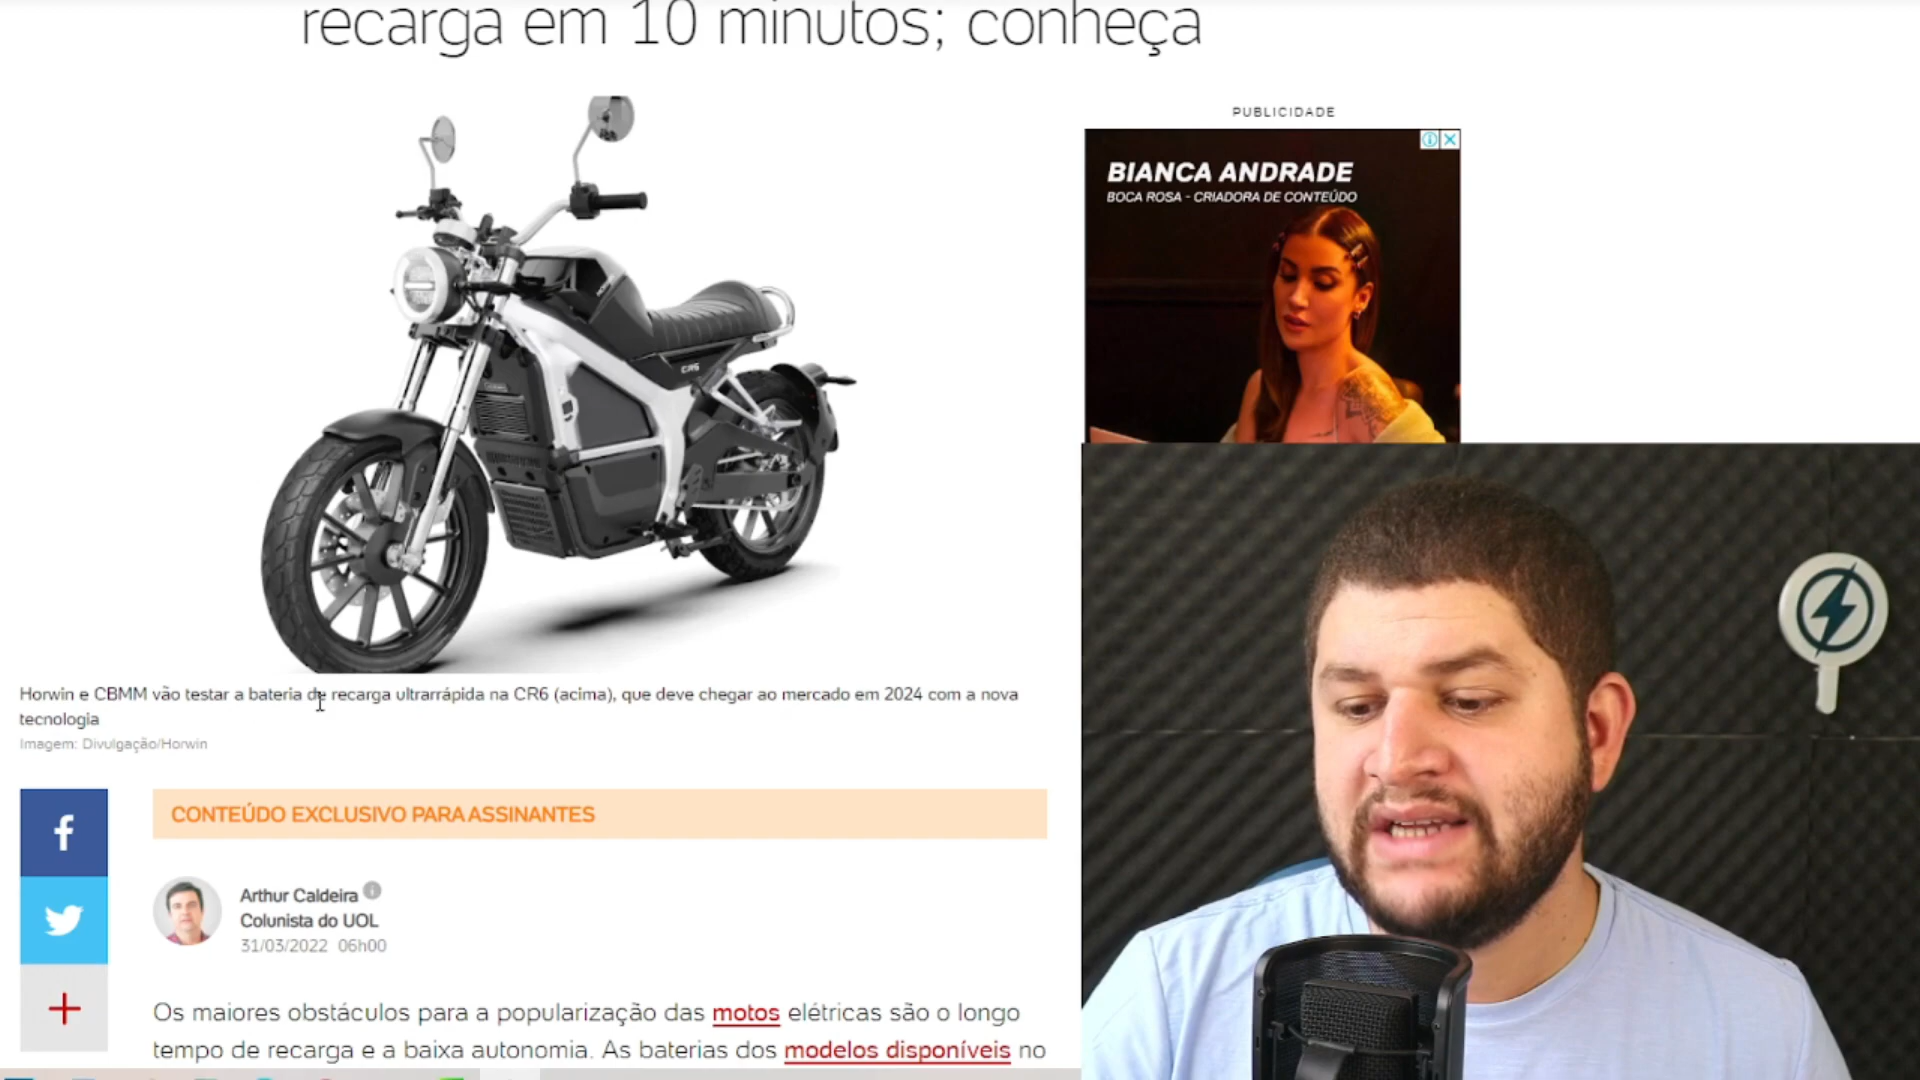 recarga em 10 minutos; conheça
PUBLICIDADE
BIANCA ANDRADE
BOCA ROSA - CRIADORA DE CONTEÚDO
CR6
Horwin e CBMM vão testar a bateria de recarga ultrarrápida na CR6 (acima), que deve chegar ao mercado em 2024 com a nova
tecnologia
Imagem: Divulgação/Horwin
CONTEÚDO EXCLUSIVO PARA ASSINANTES
Arthur Caldeira
Colunista do UOL
31/03/2022 06h00
Os maiores obstáculos para a popularização das motos elétricas são o longo
tempo de recarga e a baixa autonomia. As baterias dos modelos disponíveis no